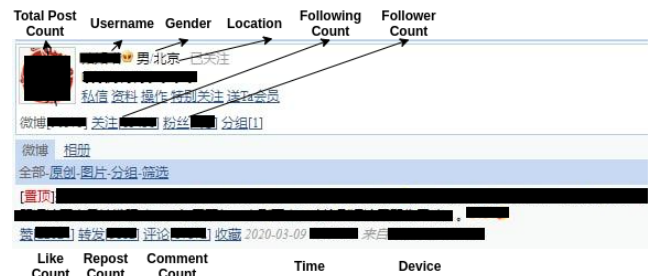 Total Post Count Username Gender Location Following Count Follower Count
男/北京 已关注
私信 资料 操作 特别关注 送Ta会员
微博[ 关注[ 粉丝[ ] 分组[1]
微博 相册
全部-原创-图片-分组-筛选
[置顶]
。
赞[ ] 转发[ ] 评论[ ] 收藏 2020-03-09 来自
Like Count Repost Count Comment Count Time Device